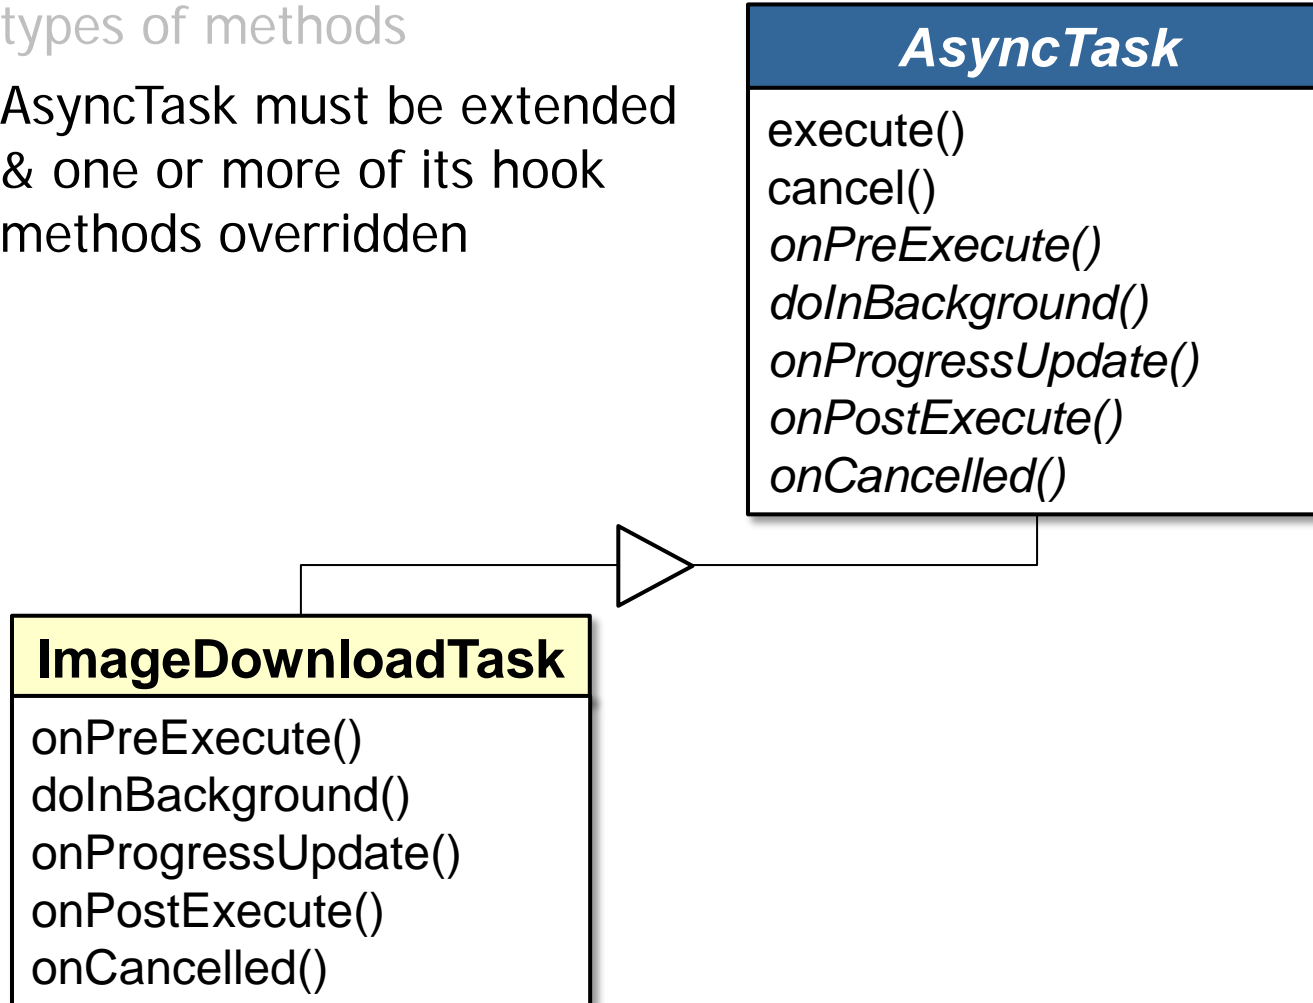 types of methods
AsyncTask must be extended
& one or more of its hook
methods overridden
AsyncTask
execute()
cancel()
onPreExecute()
doInBackground()
onProgressUpdate()
onPostExecute()
onCancelled()
ImageDownloadTask
onPreExecute()
doInBackground()
onProgressUpdate()
onPostExecute()
onCancelled()